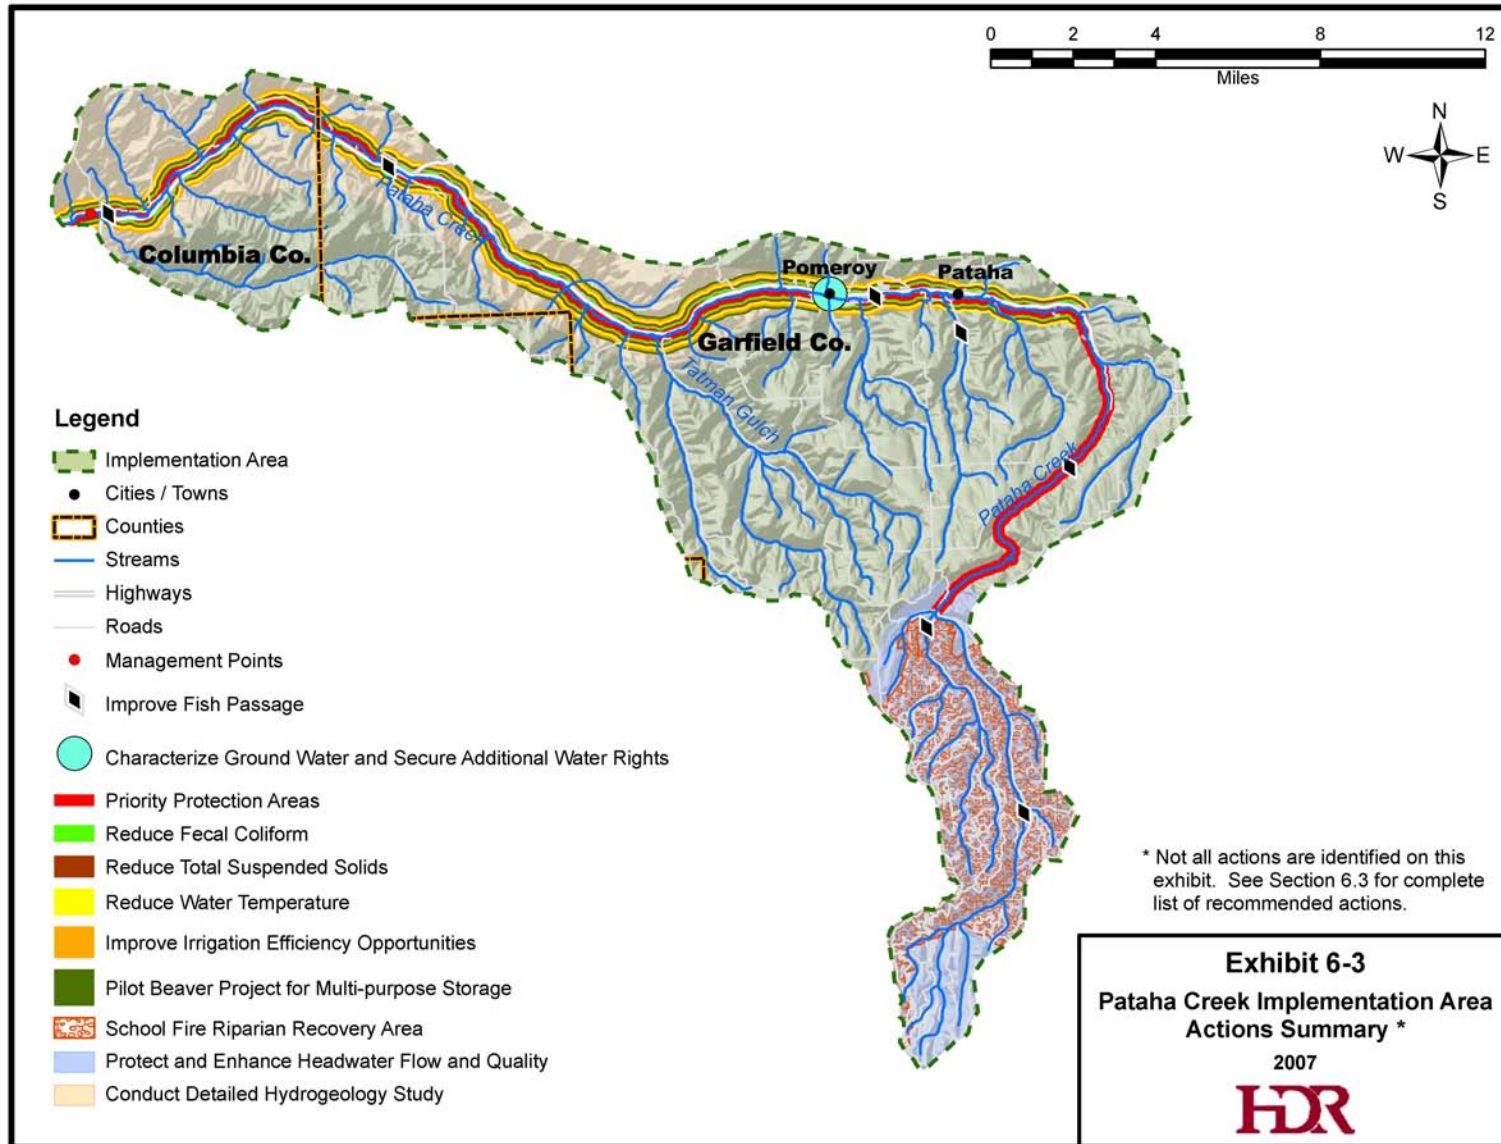 0 2 4 8 12
Miles
N
W E
S
Pataha Creek
Columbia Co.
Pomeroy
Pataha
Garfield Co.
Tatman Gulch
Pataha Creek
Legend
Implementation Area
Cities / Towns
Counties
Streams
Highways
Roads
Management Points
Improve Fish Passage
Characterize Ground Water and Secure Additional Water Rights
Priority Protection Areas
Reduce Fecal Coliform
Reduce Total Suspended Solids
Reduce Water Temperature
Improve Irrigation Efficiency Opportunities
Pilot Beaver Project for Multi-purpose Storage
School Fire Riparian Recovery Area
Protect and Enhance Headwater Flow and Quality
Conduct Detailed Hydrogeology Study
* Not all actions are identified on this
exhibit. See Section 6.3 for complete
list of recommended actions.
Exhibit 6-3
Pataha Creek Implementation Area
Actions Summary *
2007
HDR